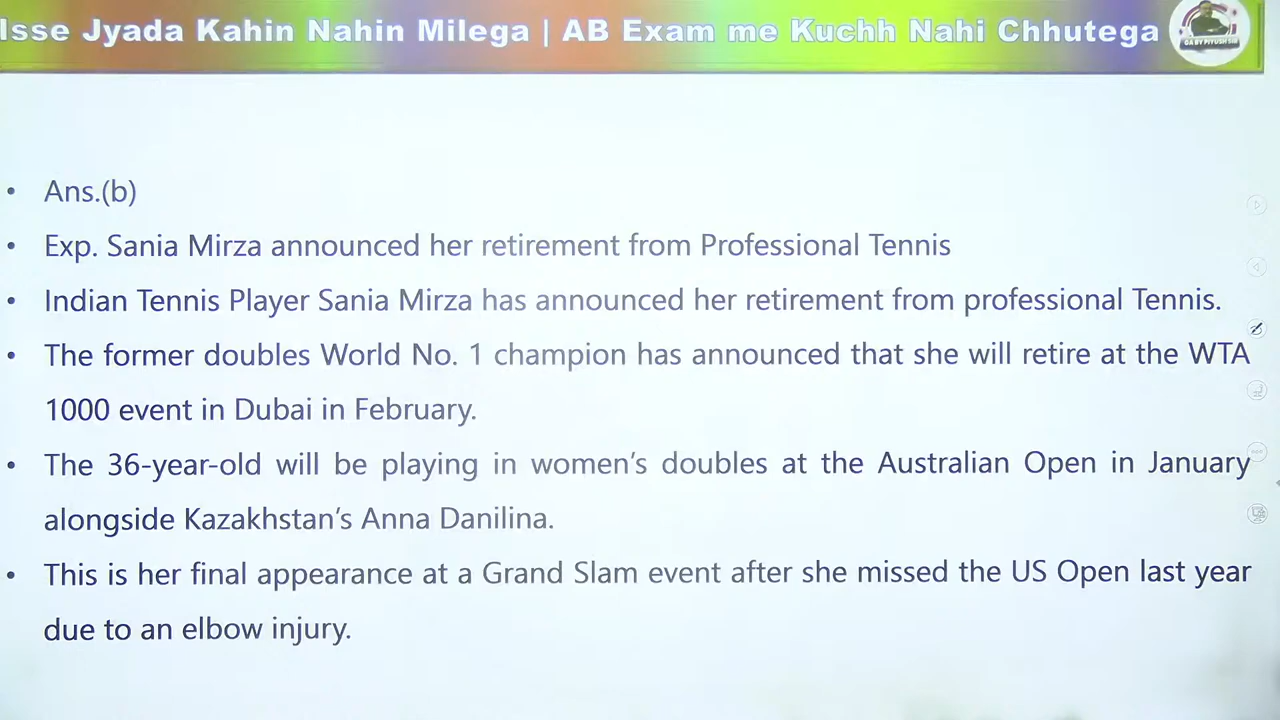 Isse Jyada Kahin Nahin Milega | AB Exam me Kuchh Nahi Chhutega
GA BY PIYUSH SIR
• Ans.(b)
• Exp. Sania Mirza announced her retirement from Professional Tennis
• Indian Tennis Player Sania Mirza has announced her retirement from professional Tennis.
• The former doubles World No. 1 champion has announced that she will retire at the WTA
1000 event in Dubai in February.
• The 36-year-old will be playing in women's doubles at the Australian Open in January
alongside Kazakhstan's Anna Danilina.
• This is her final appearance at a Grand Slam event after she missed the US Open last year
due to an elbow injury.